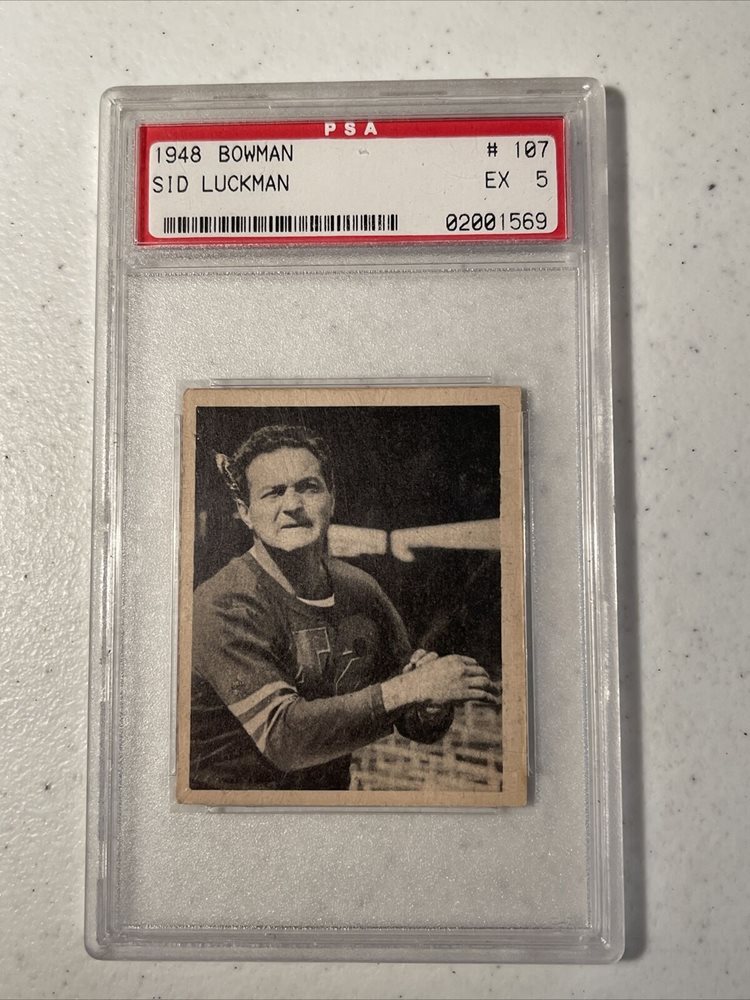 PSA
1948 BOWMAN # 107
SID LUCKMAN EX 5
02001569